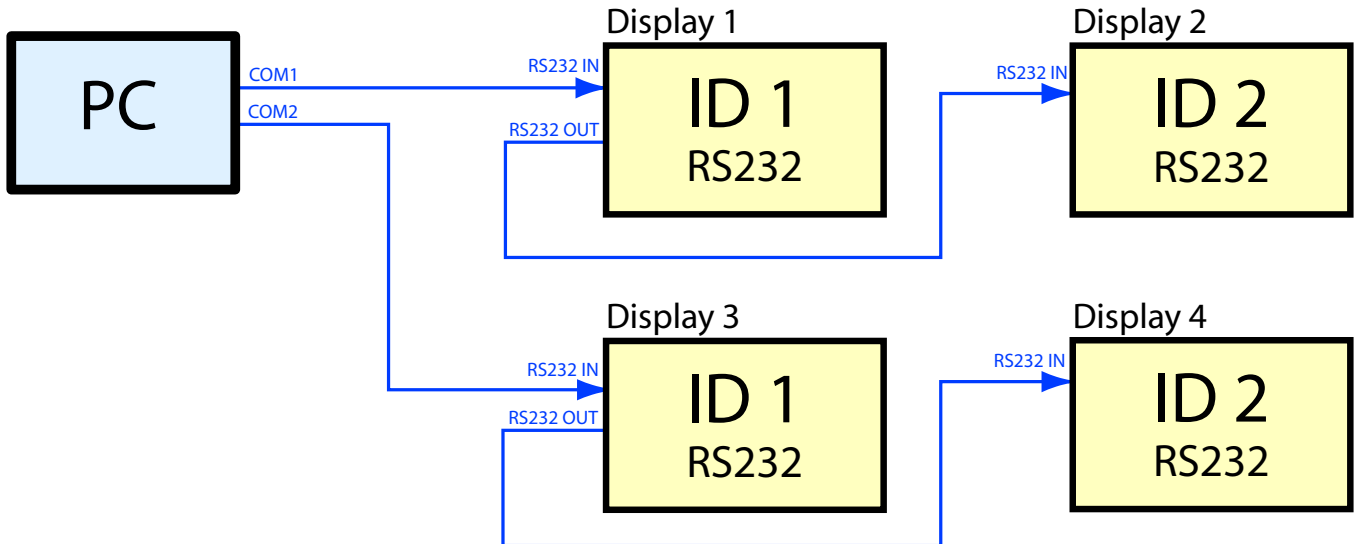 Display 1
Display 2
PC
COM1
COM2
RS232 IN
RS232 OUT
ID 1
RS232
RS232 IN
ID 2
RS232
Display 3
Display 4
RS232 IN
RS232 OUT
ID 1
RS232
RS232 IN
ID 2
RS232